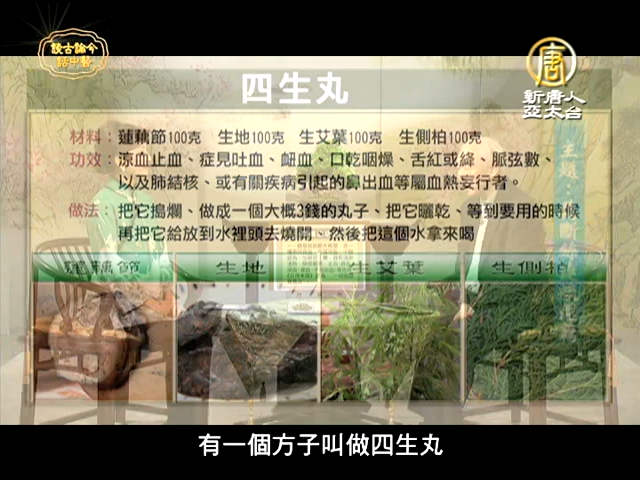 談古論今
話中醫
唐
新唐人
亞太台
四生丸
材料：蓮藕節100克　生地100克　生艾葉100克　生側柏100克
功效：涼血止血、症見吐血、衄血、口乾咽燥、舌紅或絳、脈弦數、
以及肺結核、或有關疾病引起的鼻出血等屬血熱妄行者。
做法：把它搗爛、做成一個大概3錢的丸子、把它曬乾、等到要用的時候
再把它給放到水裡頭去燒開、然後把這個水拿來喝
蓮藕節　生地　生艾葉　生側柏
有一個方子叫做四生丸